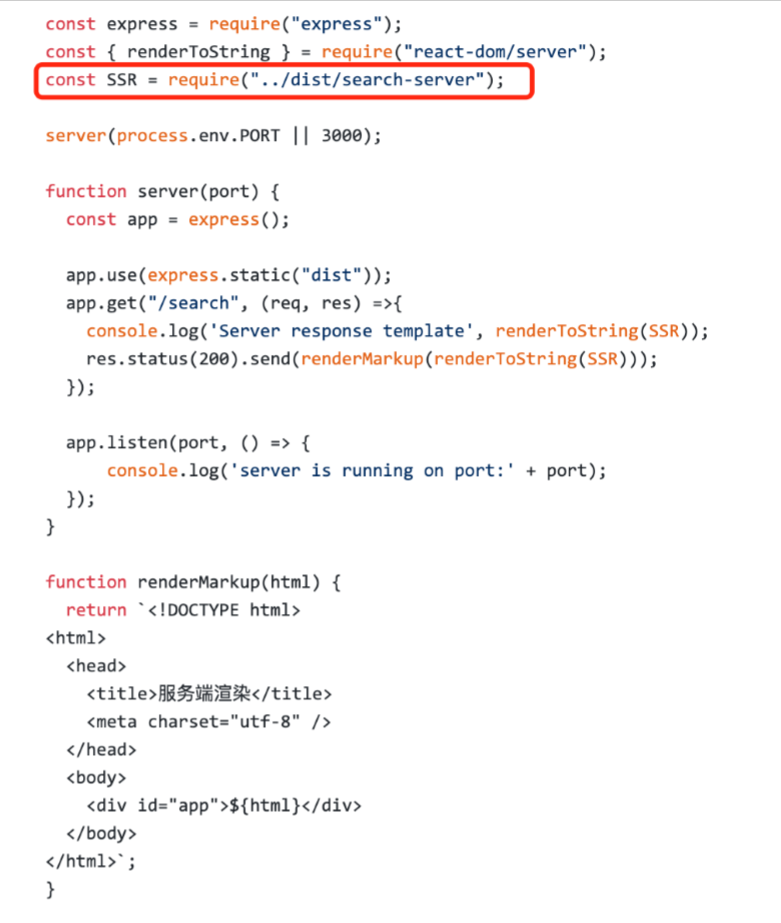 const express = require("express");
const { renderToString } = require("react-dom/server");
const SSR = require("../dist/search-server");
server(process.env.PORT || 3000);
function server(port) {
const app = express();
app.use(express.static("dist"));
app.get("/search", (req, res) =>{
console.log('Server response template', renderToString(SSR));
res.status(200).send(renderMarkup(renderToString(SSR)));
});
app.listen(port, () => {
console.log('server is running on port:' + port);
});
}
function renderMarkup(html) {
return `<!DOCTYPE html>
<html>
<head>
<title>服务端渲染</title>
<meta charset="utf-8" />
</head>
<body>
<div id="app">${html}</div>
</body>
</html>`;
}